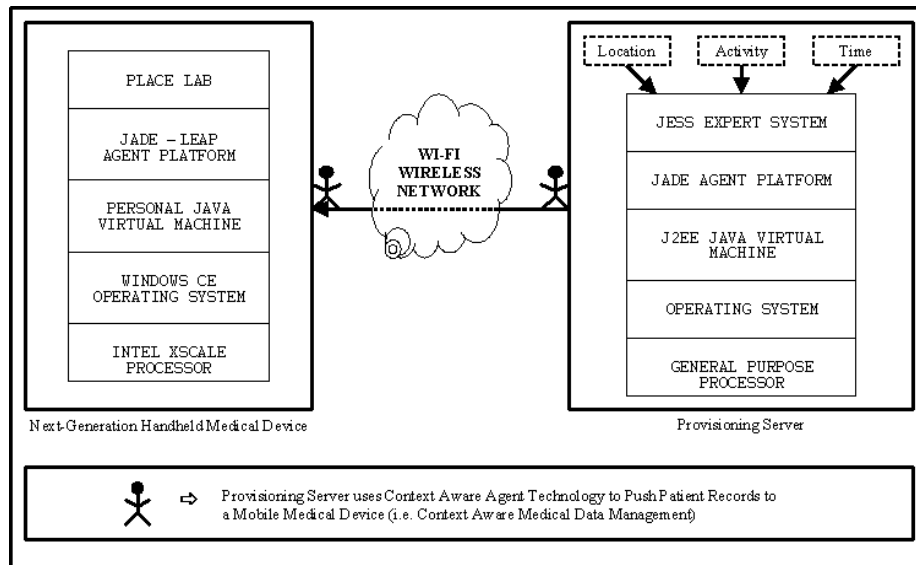 PLACE LAB
JADE – LEAP
AGENT PLATFORM
PERSONAL JAVA
VIRTUAL MACHINE
WINDOWS CE
OPERATING SYSTEM
INTEL XSCALE
PROCESSOR
Next-Generation Handheld Medical Device
WI-FI
WIRELESS
NETWORK
Location
Activity
Time
JESS EXPERT SYSTEM
JADE AGENT PLATFORM
J2EE JAVA VIRTUAL
MACHINE
OPERATING SYSTEM
GENERAL PURPOSE
PROCESSOR
Provisioning Server
Provisioning Server uses Context Aware Agent Technology to Push Patient Records to
a Mobile Medical Device (i.e. Context Aware Medical Data Management)